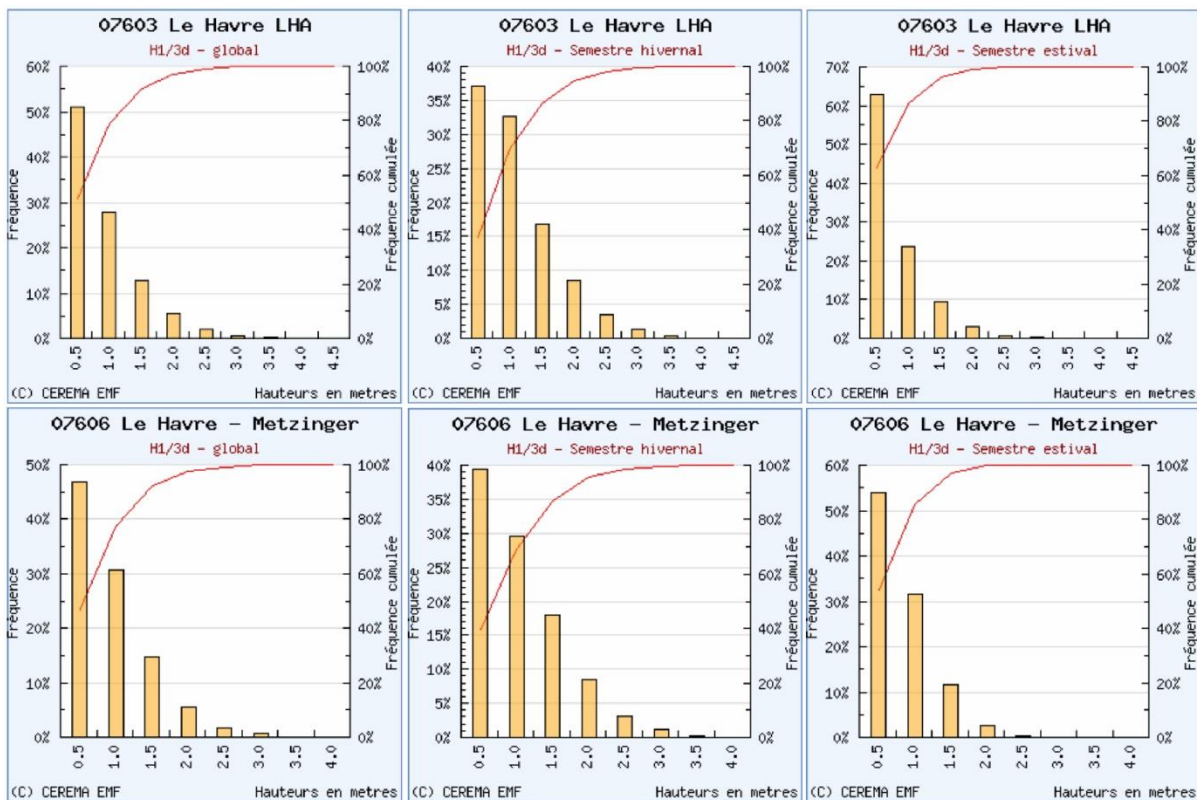 07603 Le Havre LHA
H1/3d - global
60%
50%
40%
30%
20%
10%
0%
Fréquence
100%
80%
60%
40%
20%
0%
Fréquence cumulée
0.5 1.0 1.5 2.0 2.5 3.0 3.5 4.0 4.5
(C) CEREMA EMF Hauteurs en metres
07603 Le Havre LHA
H1/3d - Semestre hivernal
40%
35%
30%
25%
20%
15%
10%
5%
0%
Fréquence
100%
80%
60%
40%
20%
0%
Fréquence cumulée
0.5 1.0 1.5 2.0 2.5 3.0 3.5 4.0 4.5
(C) CEREMA EMF Hauteurs en metres
07603 Le Havre LHA
H1/3d - Semestre estival
70%
60%
50%
40%
30%
20%
10%
0%
Fréquence
100%
80%
60%
40%
20%
0%
Fréquence cumulée
0.5 1.0 1.5 2.0 2.5 3.0 3.5 4.0 4.5
(C) CEREMA EMF Hauteurs en metres
07606 Le Havre - Metzinger
H1/3d - global
50%
40%
30%
20%
10%
0%
Fréquence
100%
80%
60%
40%
20%
0%
Fréquence cumulée
0.5 1.0 1.5 2.0 2.5 3.0 3.5 4.0
(C) CEREMA EMF Hauteurs en metres
07606 Le Havre - Metzinger
H1/3d - Semestre hivernal
40%
35%
30%
25%
20%
15%
10%
5%
0%
Fréquence
100%
80%
60%
40%
20%
0%
Fréquence cumulée
0.5 1.0 1.5 2.0 2.5 3.0 3.5 4.0
(C) CEREMA EMF Hauteurs en metres
07606 Le Havre - Metzinger
H1/3d - Semestre estival
60%
50%
40%
30%
20%
10%
0%
Fréquence
100%
80%
60%
40%
20%
0%
Fréquence cumulée
0.5 1.0 1.5 2.0 2.5 3.0 3.5 4.0
(C) CEREMA EMF Hauteurs en metres